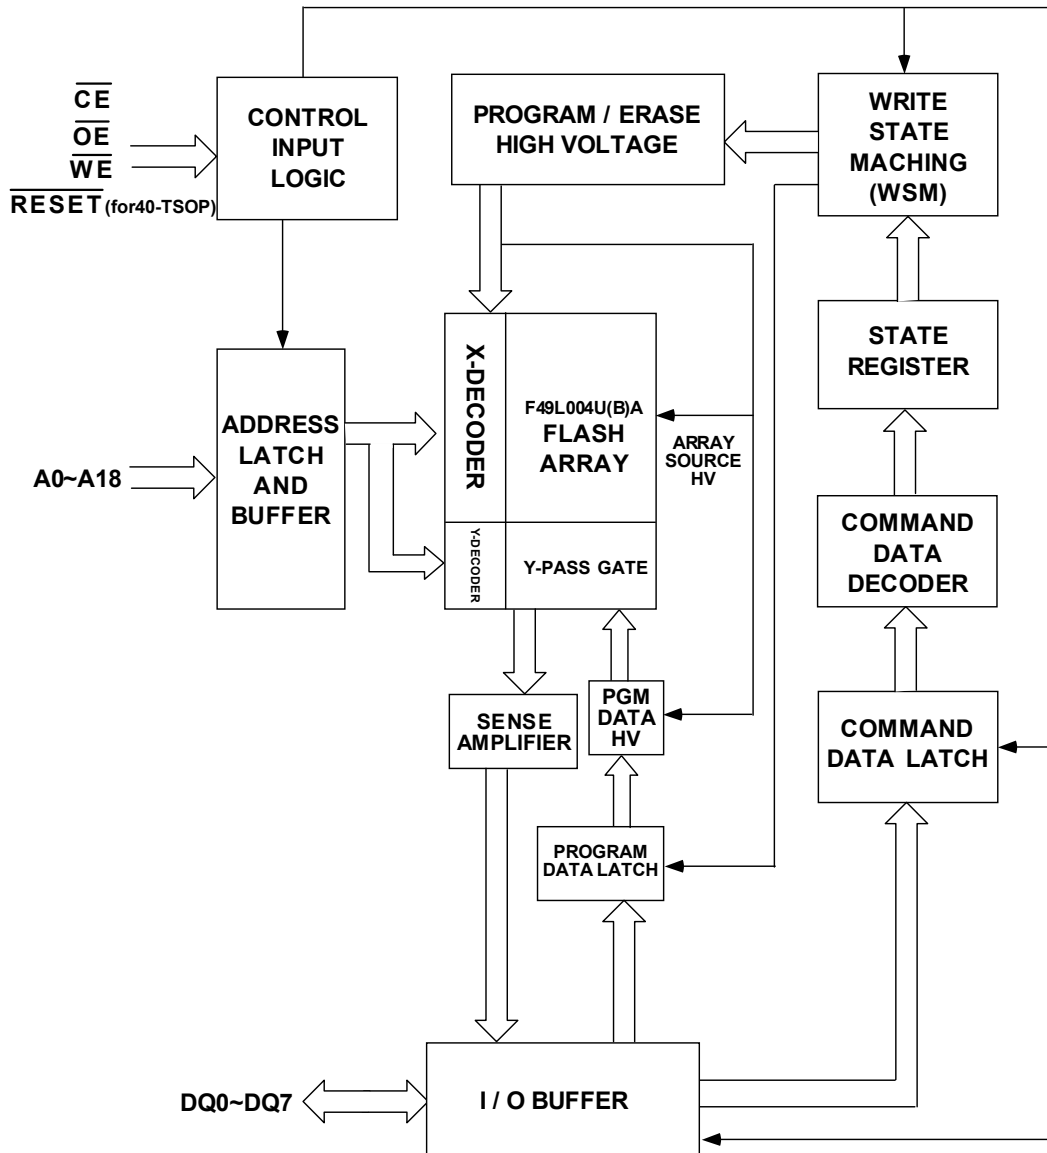 CE
OE
WE
RESET(for40-TSOP)
CONTROL
INPUT
LOGIC
PROGRAM / ERASE
HIGH VOLTAGE
WRITE
STATE
MACHING
(WSM)
STATE
REGISTER
X-DECODER
F49L004U(B)A
FLASH
ARRAY
ARRAY
SOURCE
HV
ADDRESS
LATCH
AND
BUFFER
A0~A18
Y-DECODER
Y-PASS GATE
COMMAND
DATA
DECODER
SENSE
AMPLIFIER
PGM
DATA
HV
COMMAND
DATA LATCH
PROGRAM
DATA LATCH
DQ0~DQ7
I / O BUFFER